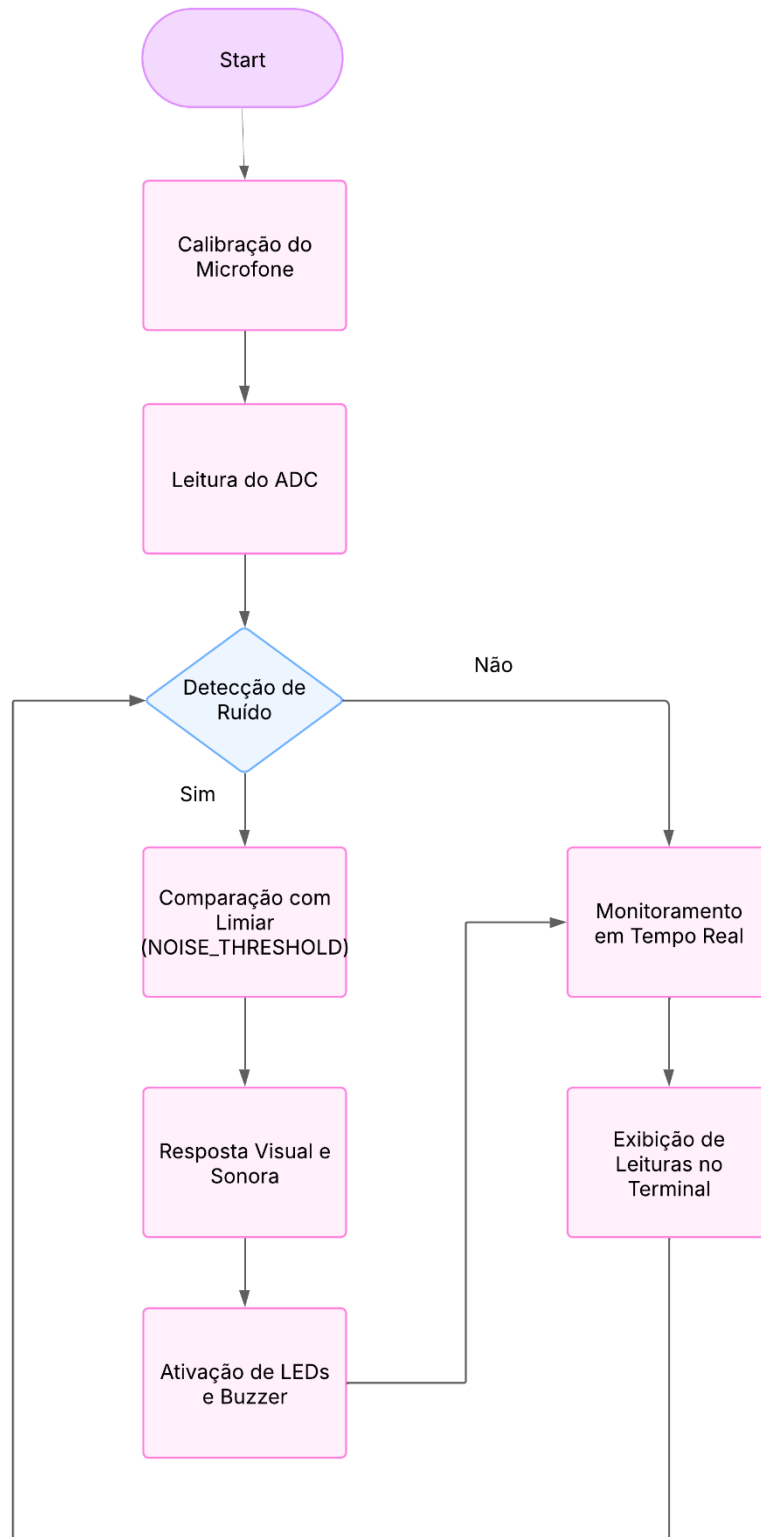 Start
Calibração do
Microfone
Leitura do ADC
Detecção de
Ruído
Não
Sim
Comparação com
Limiar
(NOISE_THRESHOLD)
Monitoramento
em Tempo Real
Resposta Visual e
Sonora
Exibição de
Leituras no
Terminal
Ativação de LEDs
e Buzzer